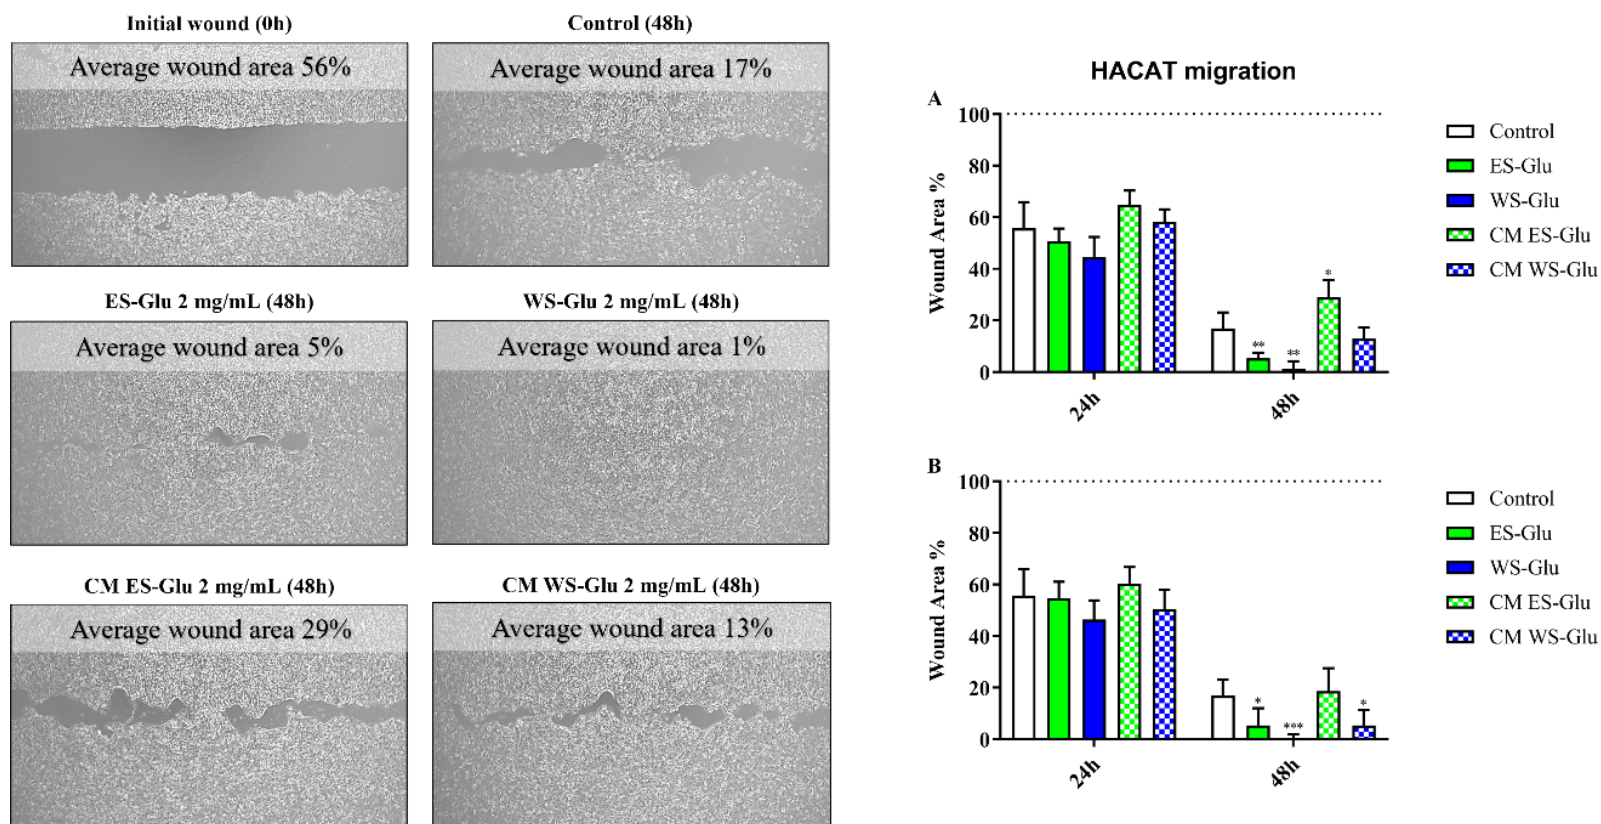 Initial wound (0h)
Average wound area 56%
Control (48h)
Average wound area 17%
ES-Glu 2 mg/mL (48h)
Average wound area 5%
WS-Glu 2 mg/mL (48h)
Average wound area 1%
CM ES-Glu 2 mg/mL (48h)
Average wound area 29%
CM WS-Glu 2 mg/mL (48h)
Average wound area 13%
HACAT migration
A
Wound Area %
100
80
60
40
20
0
*
**
**
24h
48h
Control
ES-Glu
WS-Glu
CM ES-Glu
CM WS-Glu
B
Wound Area %
100
80
60
40
20
0
*
***
*
24h
48h
Control
ES-Glu
WS-Glu
CM ES-Glu
CM WS-Glu